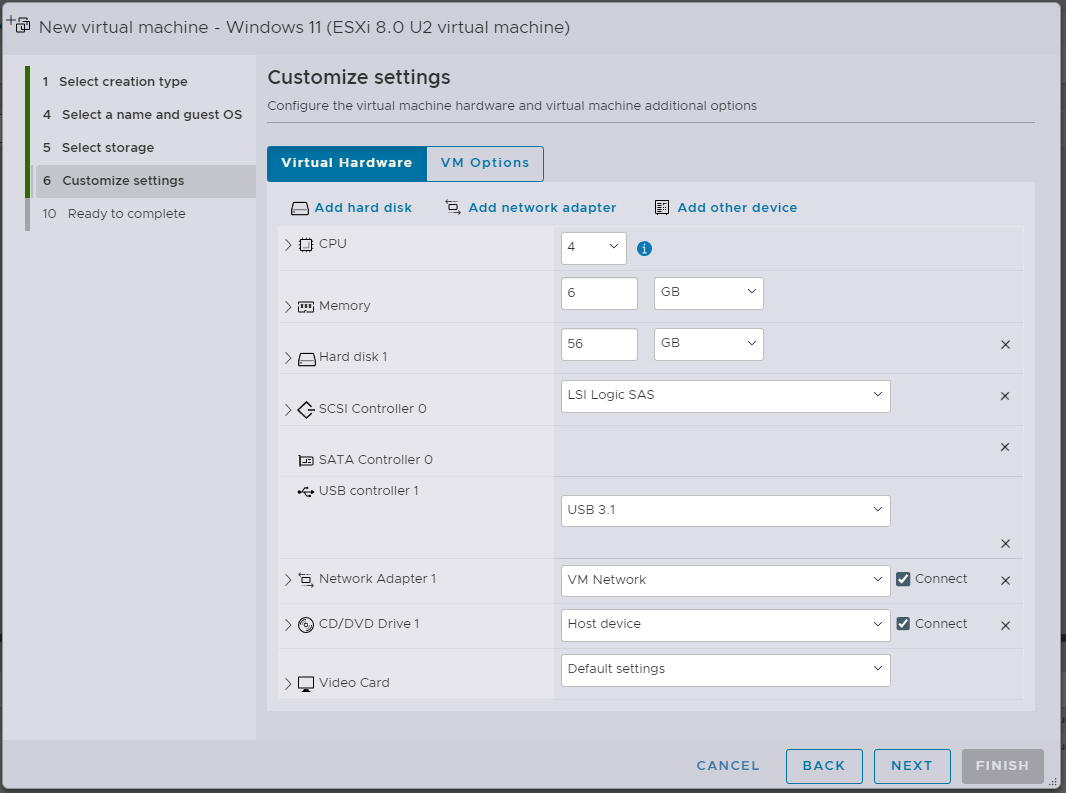 New virtual machine - Windows 11 (ESXi 8.0 U2 virtual machine)
1 Select creation type
4 Select a name and guest OS
5 Select storage
6 Customize settings
10 Ready to complete
Customize settings
Configure the virtual machine hardware and virtual machine additional options
Virtual Hardware VM Options
Add hard disk Add network adapter Add other device
CPU 4
Memory 6 GB
Hard disk 1 56 GB
SCSI Controller 0 LSI Logic SAS
SATA Controller 0
USB controller 1 USB 3.1
Network Adapter 1 VM Network Connect
CD/DVD Drive 1 Host device Connect
Video Card Default settings
CANCEL BACK NEXT FINISH